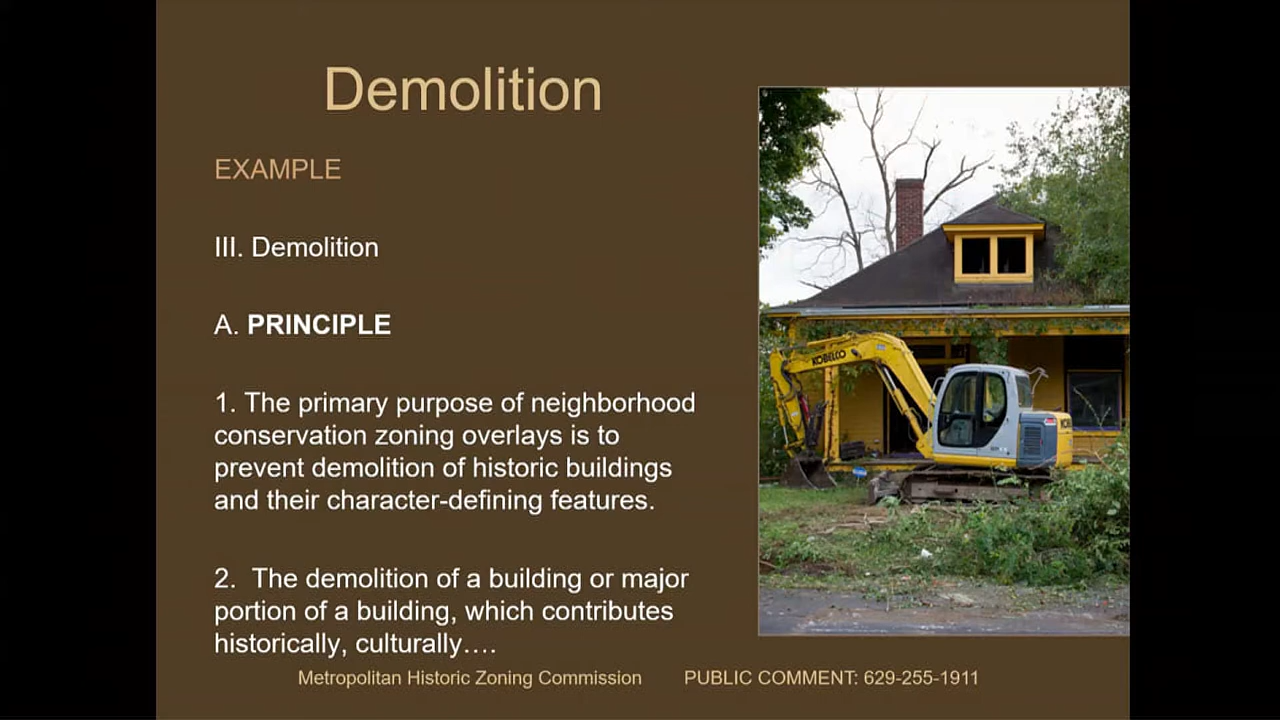 Demolition
EXAMPLE
III. Demolition
A. PRINCIPLE
1. The primary purpose of neighborhood
conservation zoning overlays is to
prevent demolition of historic buildings
and their character-defining features.
2. The demolition of a building or major
portion of a building, which contributes
historically, culturally….
KOBELCO
Metropolitan Historic Zoning Commission PUBLIC COMMENT: 629-255-1911